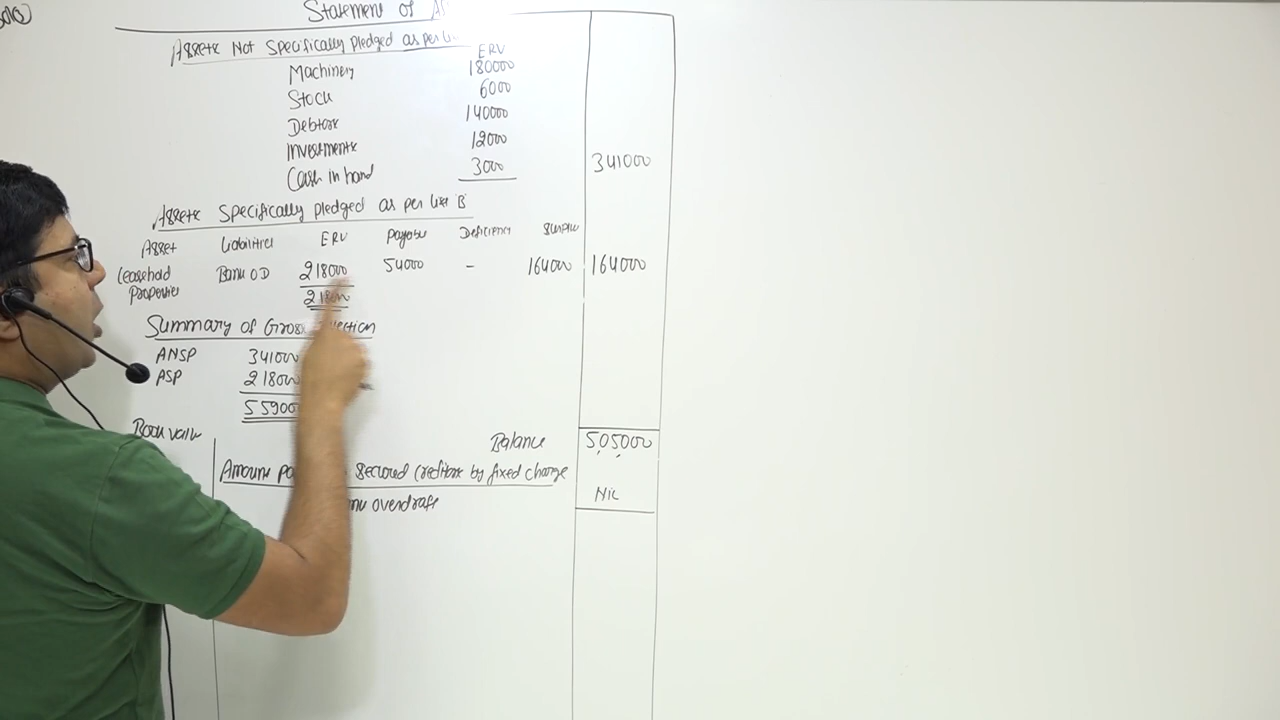 Statement of
Assets Not Specifically pledged as per
ERV
Machinery 180000
Stock 6000
Debtors 140000
Investments 12000
Cash in hand 3000 341000
Assets Specifically pledged as per List 'B'
Asset Liabilities ERV Payable Deficiency Surplus
Leasehold Properties Bank OD 218000 54000 - 164000 164000
218000
Summary of Gross
ANSP 341000
ASP 218000
559000
Book value
Balance 5,05,000
Amount secured creditors by fixed charge
Nil
overdraft